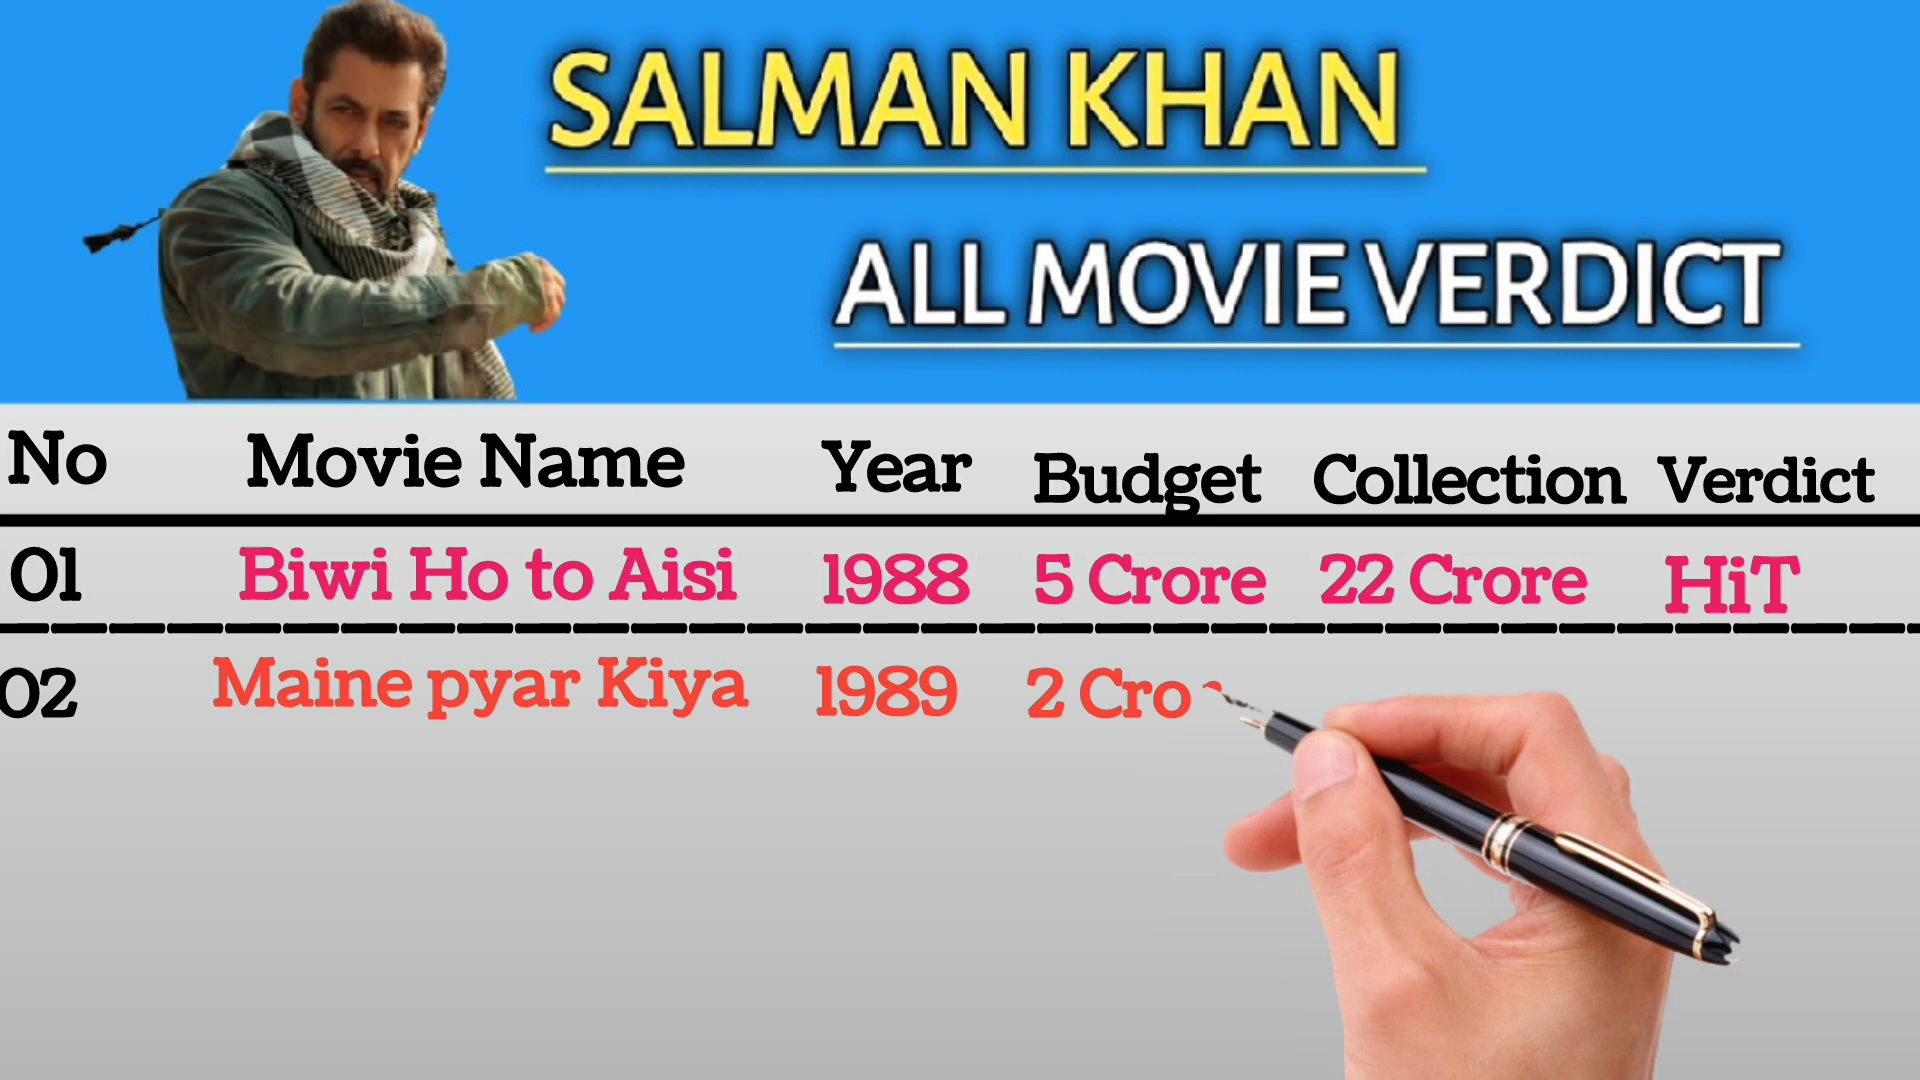 SALMAN KHAN
ALL MOVIE VERDICT
No Movie Name Year Budget Collection Verdict
01 Biwi Ho to Aisi 1988 5 Crore 22 Crore HiT
02 Maine pyar Kiya 1989 2 Cro